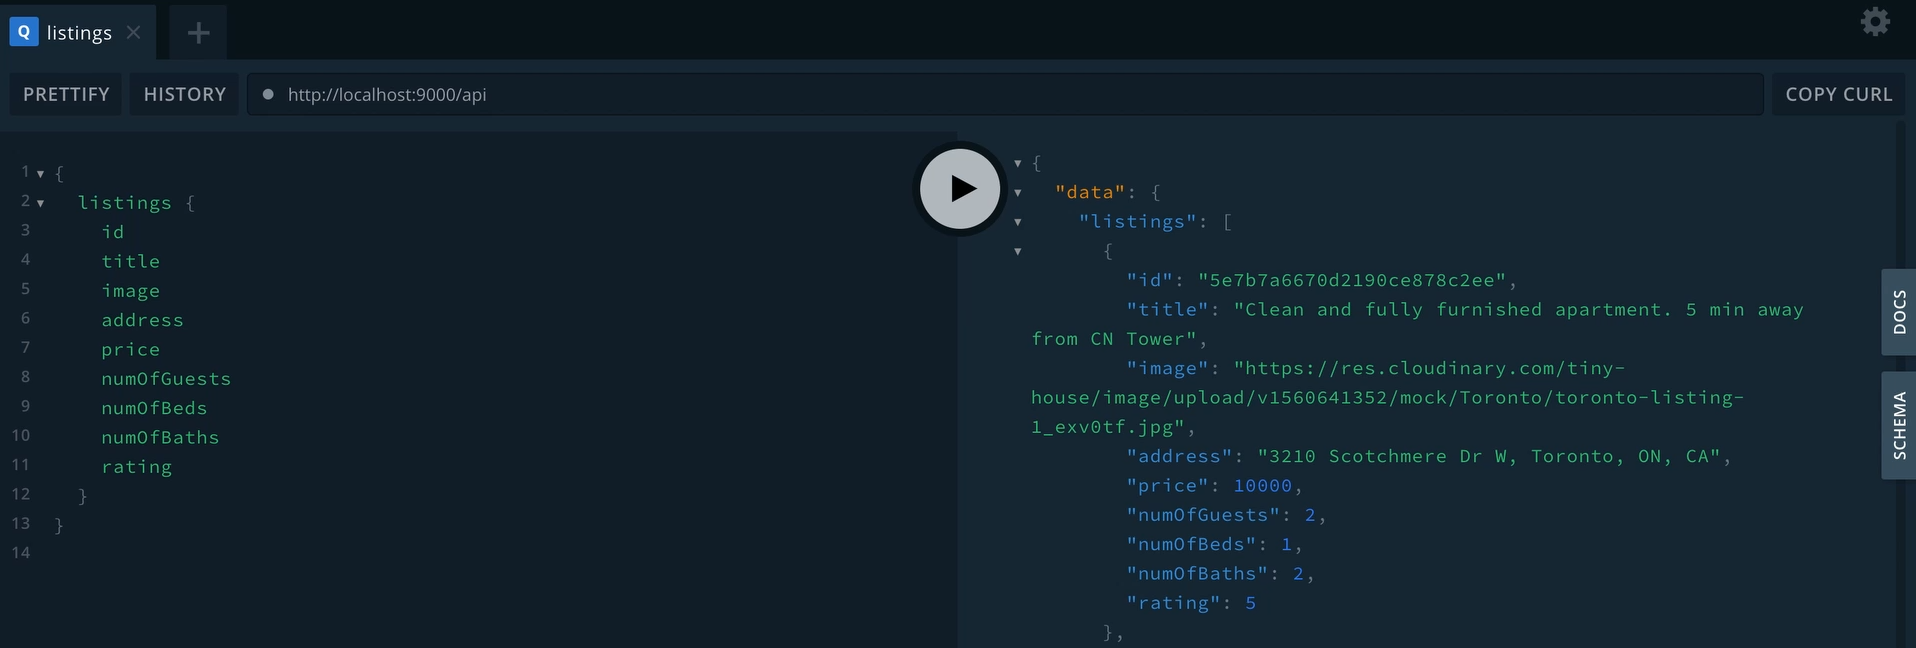 Q listings × +
PRETTIFY HISTORY http://localhost:9000/api COPY CURL
1 {
2 listings {
3 id
4 title
5 image
6 address
7 price
8 numOfGuests
9 numOfBeds
10 numOfBaths
11 rating
12 }
13 }
14
{
"data": {
"listings": [
{
"id": "5e7b7a6670d2190ce878c2ee",
"title": "Clean and fully furnished apartment. 5 min away
from CN Tower",
"image": "https://res.cloudinary.com/tiny-
house/image/upload/v1560641352/mock/Toronto/toronto-listing-
1_exv0tf.jpg",
"address": "3210 Scotchmere Dr W, Toronto, ON, CA",
"price": 10000,
"numOfGuests": 2,
"numOfBeds": 1,
"numOfBaths": 2,
"rating": 5
},
DOCS
SCHEMA